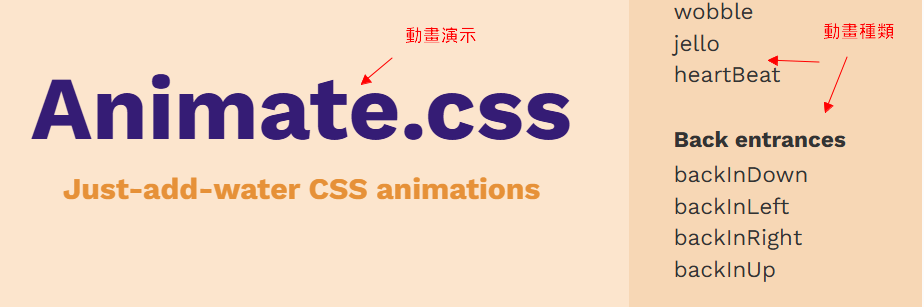 動畫演示
Animate.css
Just-add-water CSS animations
wobble
動畫種類
jello
heartBeat
Back entrances
backInDown
backInLeft
backInRight
backInUp